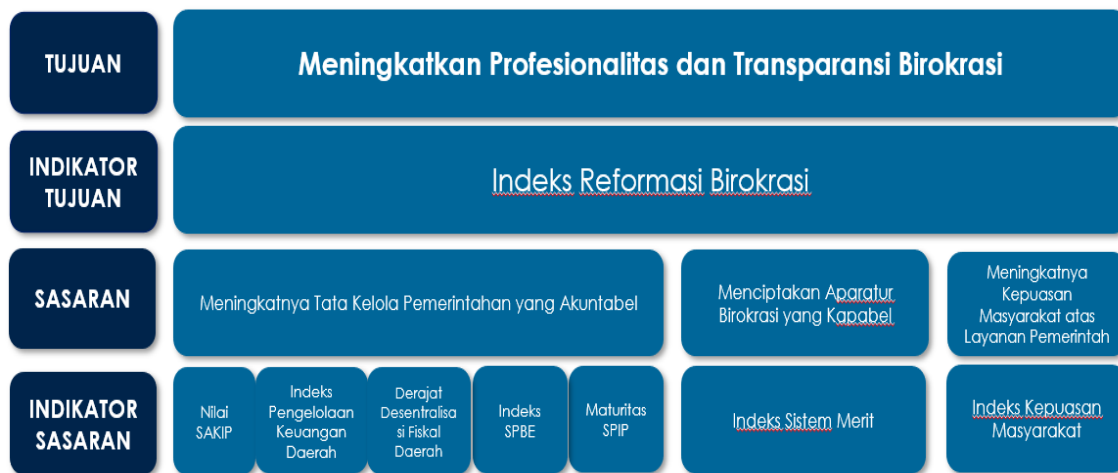 TUJUAN
Meningkatkan Profesionalitas dan Transparansi Birokrasi
INDIKATOR
TUJUAN
Indeks Reformasi Birokrasi
SASARAN
Meningkatnya Tata Kelola Pemerintahan yang Akuntabel
Menciptakan Aparatur
Birokrasi yang Kapabel
Meningkatnya
Kepuasan
Masyarakat atas
Layanan Pemerintah
INDIKATOR
SASARAN
Nilai
SAKIP
Indeks
Pengelolaan
Keuangan
Daerah
Derajat
Desentralisa
si Fiskal
Daerah
Indeks
SPBE
Maturitas
SPIP
Indeks Sistem Merit
Indeks Kepuasan
Masyarakat